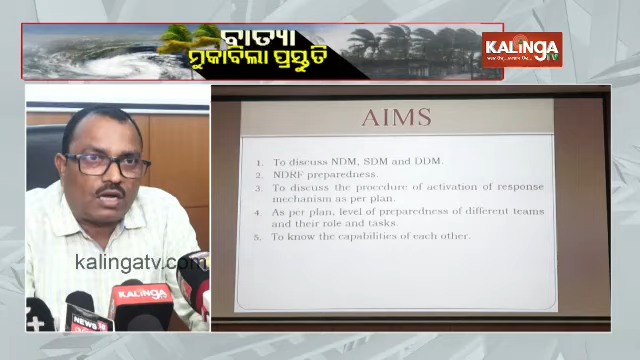 ବାତ୍ୟା
ମୁକାବିଲା ପ୍ରସ୍ତୁତି
KALINGA
TV
AIMS
1. To discuss NDM, SDM and DDM.
2. NDRF preparedness.
3. To discuss the procedure of activation of response
mechanism as per plan.
4. As per plan, level of preparedness of different teams
and their role and tasks.
5. To know the capabilities of each other.
kalingatv.com
KALINGA
NEWS 18